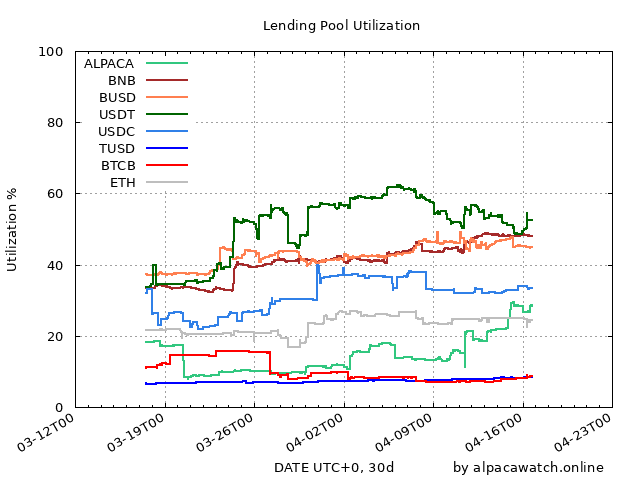 Lending Pool Utilization
100
80
60
40
20
0
Utilization %
ALPACA
BNB
BUSD
USDT
USDC
TUSD
BTCB
ETH
03-12T00
03-19T00
03-26T00
04-02T00
04-09T00
04-16T00
04-23T00
DATE UTC+0, 30d
by alpacawatch.online